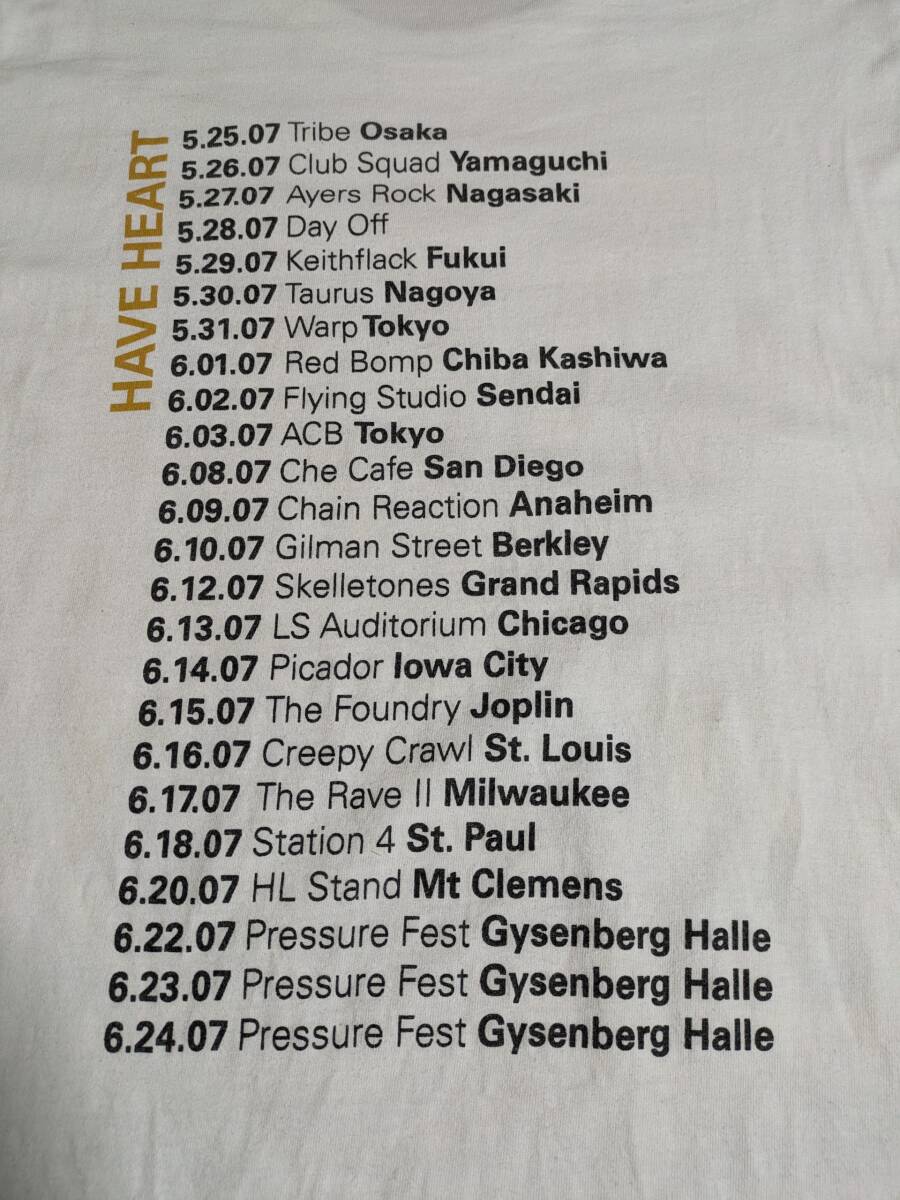 HAVE HEART
5.25.07 Tribe Osaka
5.26.07 Club Squad Yamaguchi
5.27.07 Ayers Rock Nagasaki
5.28.07 Day Off
5.29.07 Keithflack Fukui
5.30.07 Taurus Nagoya
5.31.07 Warp Tokyo
6.01.07 Red Bomp Chiba Kashiwa
6.02.07 Flying Studio Sendai
6.03.07 ACB Tokyo
6.08.07 Che Cafe San Diego
6.09.07 Chain Reaction Anaheim
6.10.07 Gilman Street Berkley
6.12.07 Skelletones Grand Rapids
6.13.07 LS Auditorium Chicago
6.14.07 Picador Iowa City
6.15.07 The Foundry Joplin
6.16.07 Creepy Crawl St. Louis
6.17.07 The Rave II Milwaukee
6.18.07 Station 4 St. Paul
6.20.07 HL Stand Mt Clemens
6.22.07 Pressure Fest Gysenberg Halle
6.23.07 Pressure Fest Gysenberg Halle
6.24.07 Pressure Fest Gysenberg Halle